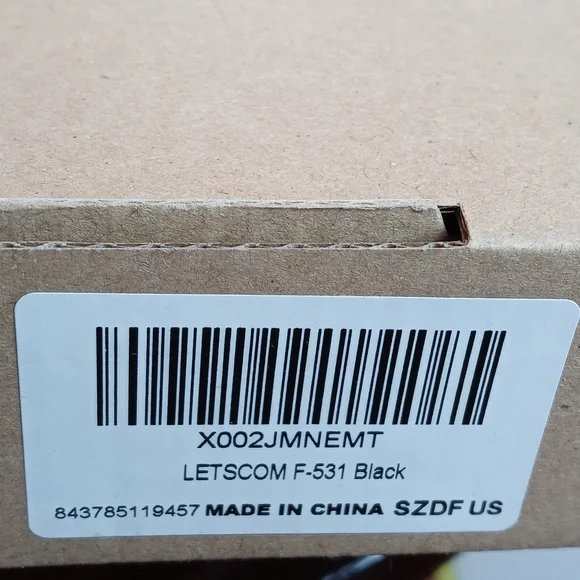 X002JMNEMT
LETSCOM F-531 Black
843785119457 MADE IN CHINA SZDF US